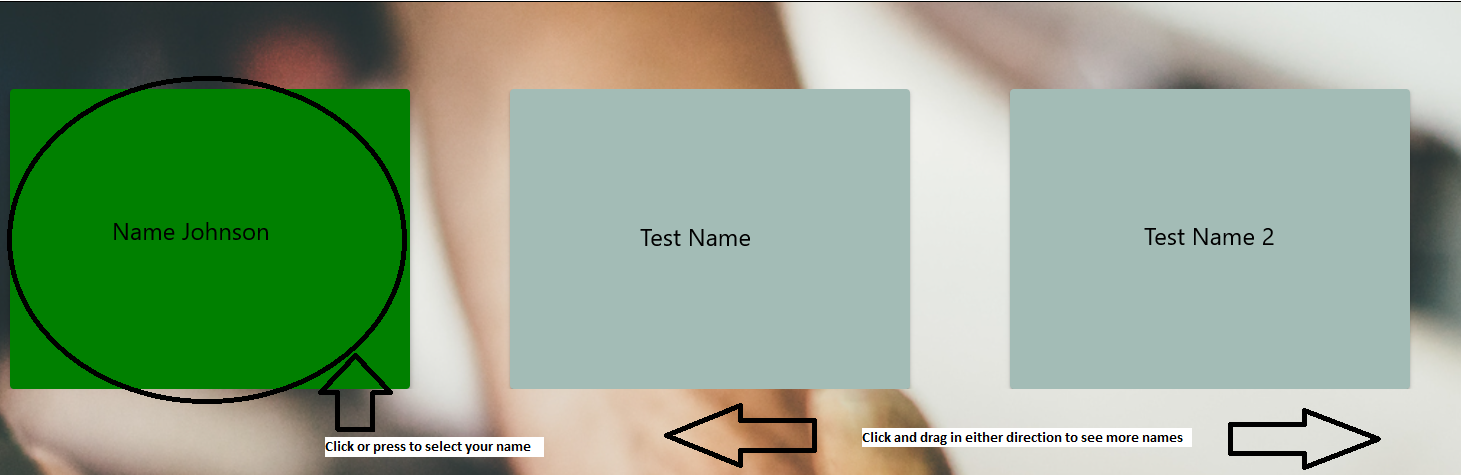 Name Johnson
Test Name
Test Name 2
Click or press to select your name
Click and drag in either direction to see more names